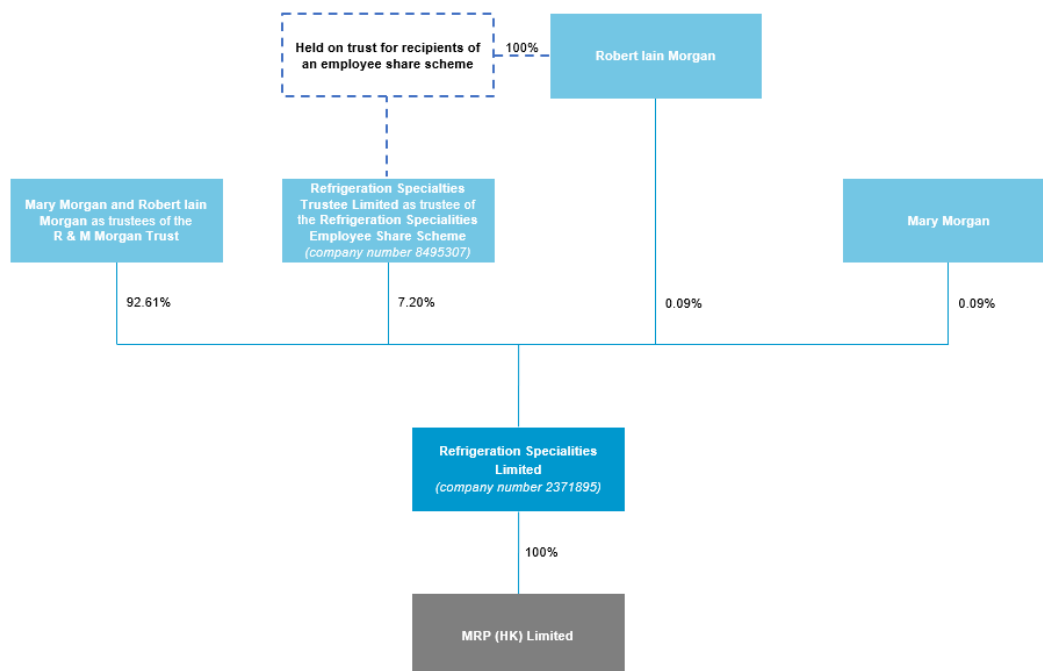 Held on trust for recipients of
an employee share scheme
100%
Robert Iain Morgan
Mary Morgan and Robert Iain
Morgan as trustees of the
R & M Morgan Trust
Refrigeration Specialties
Trustee Limited as trustee of
the Refrigeration Specialities
Employee Share Scheme
(company number 8495307)
Mary Morgan
92.61%
7.20%
0.09%
0.09%
Refrigeration Specialities
Limited
(company number 2371895)
100%
MRP (HK) Limited